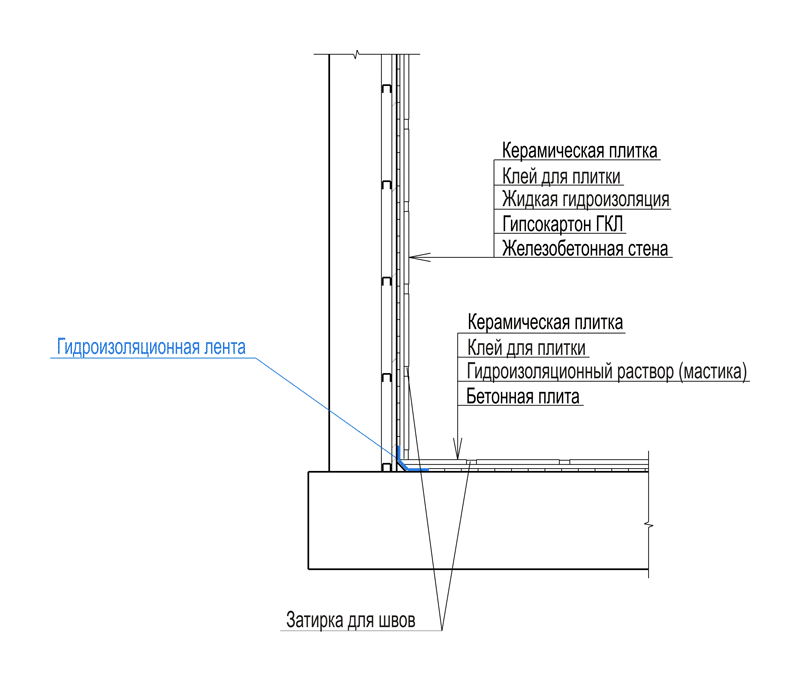 Керамическая плитка
Клей для плитки
Жидкая гидроизоляция
Гипсокартон ГКЛ
Железобетонная стена
Керамическая плитка
Гидроизоляционная лента
Клей для плитки
Гидроизоляционный раствор (мастика)
Бетонная плита
Затирка для швов